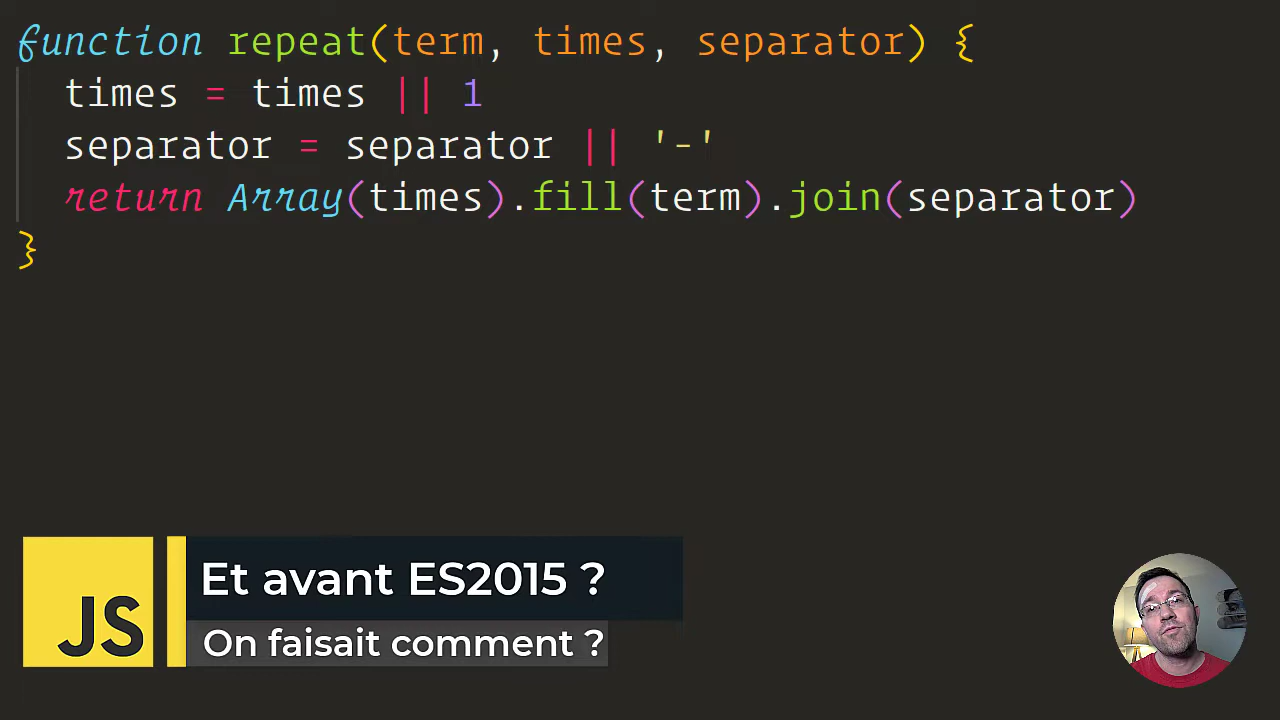 function repeat(term, times, separator) {
  times = times || 1
  separator = separator || '-'
  return Array(times).fill(term).join(separator)
}
JS
Et avant ES2015 ?
On faisait comment ?